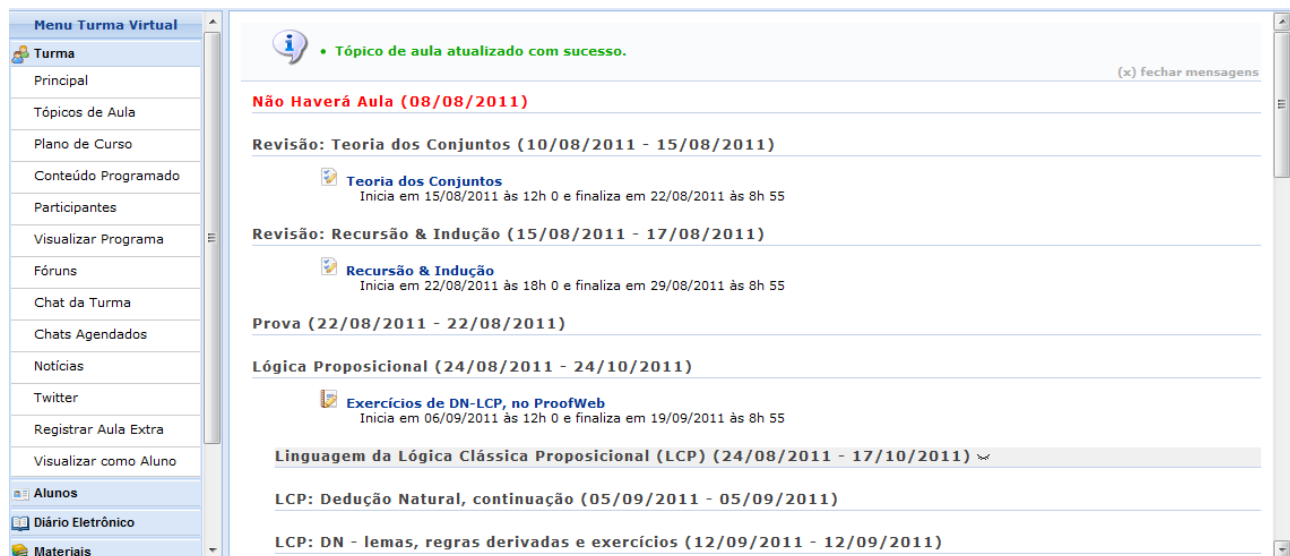 Menu Turma Virtual
Turma
Principal
Tópicos de Aula
Plano de Curso
Conteúdo Programado
Participantes
Visualizar Programa
Fóruns
Chat da Turma
Chats Agendados
Notícias
Twitter
Registrar Aula Extra
Visualizar como Aluno
Alunos
Diário Eletrônico
Materiais
• Tópico de aula atualizado com sucesso.
(x) fechar mensagens
Não Haverá Aula (08/08/2011)
Revisão: Teoria dos Conjuntos (10/08/2011 - 15/08/2011)
Teoria dos Conjuntos
Inicia em 15/08/2011 às 12h 0 e finaliza em 22/08/2011 às 8h 55
Revisão: Recursão & Indução (15/08/2011 - 17/08/2011)
Recursão & Indução
Inicia em 22/08/2011 às 18h 0 e finaliza em 29/08/2011 às 8h 55
Prova (22/08/2011 - 22/08/2011)
Lógica Proposicional (24/08/2011 - 24/10/2011)
Exercícios de DN-LCP, no ProofWeb
Inicia em 06/09/2011 às 12h 0 e finaliza em 19/09/2011 às 8h 55
Linguagem da Lógica Clássica Proposicional (LCP) (24/08/2011 - 17/10/2011)
LCP: Dedução Natural, continuação (05/09/2011 - 05/09/2011)
LCP: DN - lemas, regras derivadas e exercícios (12/09/2011 - 12/09/2011)